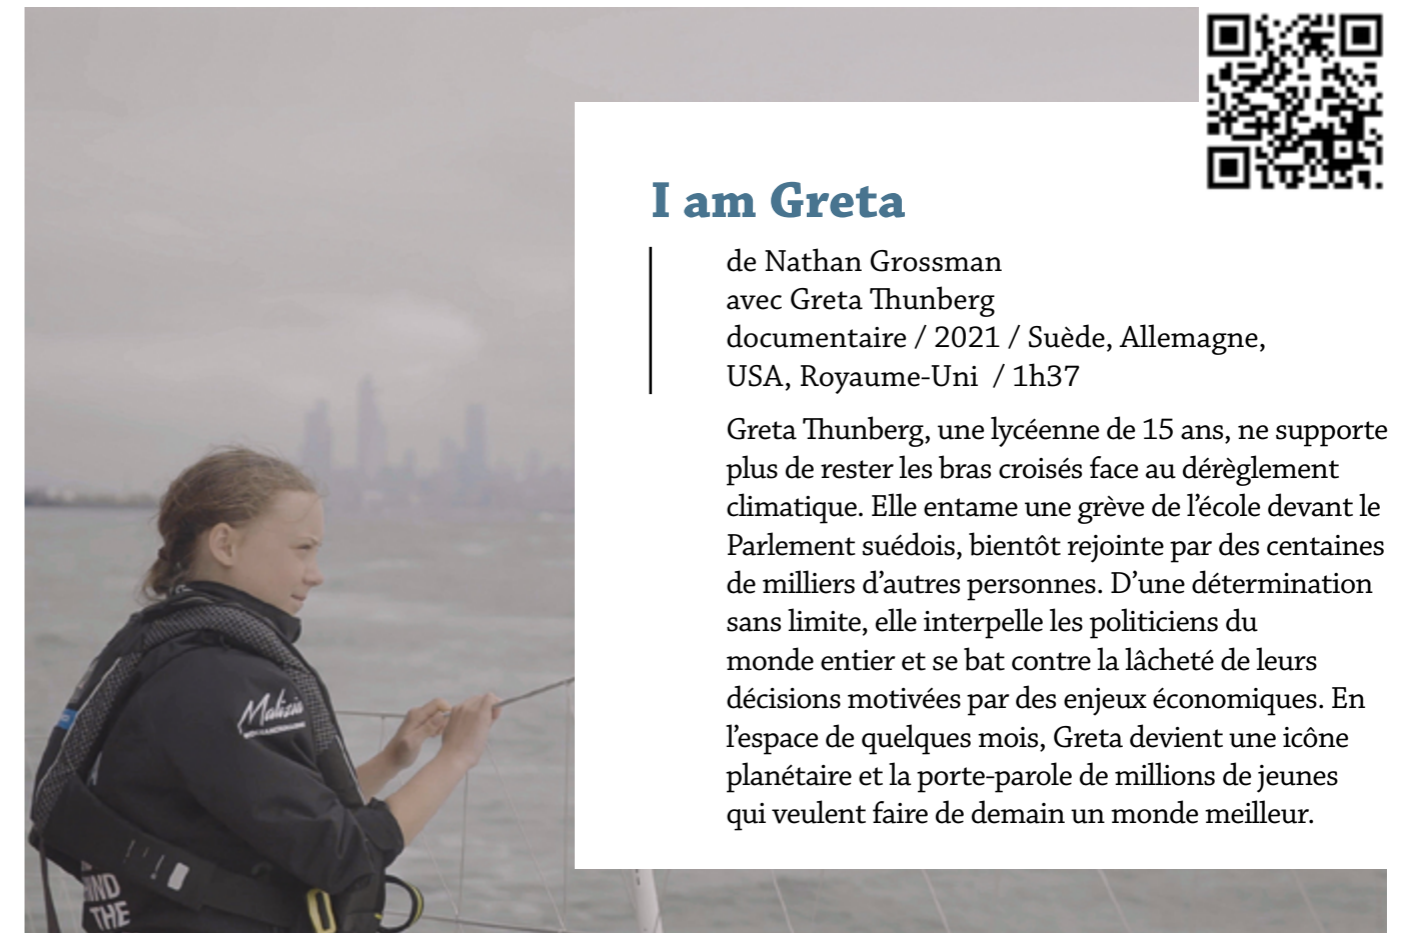 I am Greta
de Nathan Grossman
avec Greta Thunberg
documentaire / 2021 / Suède, Allemagne,
USA, Royaume-Uni / 1h37
Greta Thunberg, une lycéenne de 15 ans, ne supporte
plus de rester les bras croisés face au dérèglement
climatique. Elle entame une grève de l’école devant le
Parlement suédois, bientôt rejointe par des centaines
de milliers d’autres personnes. D’une détermination
sans limite, elle interpelle les politiciens du
monde entier et se bat contre la lâcheté de leurs
décisions motivées par des enjeux économiques. En
l’espace de quelques mois, Greta devient une icône
planétaire et la porte-parole de millions de jeunes
qui veulent faire de demain un monde meilleur.
Malizia
THE